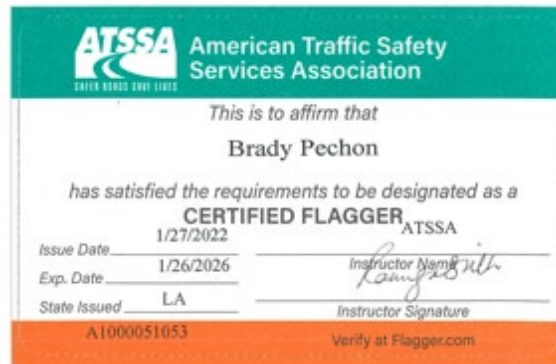 ATSSA
SAFER ROADS SAVE LIVES
American Traffic Safety
Services Association
This is to affirm that
Brady Pechon
has satisfied the requirements to be designated as a
CERTIFIED FLAGGER
Issue Date 1/27/2022
ATSSA
Instructor Name
Exp. Date 1/26/2026
State Issued LA
Instructor Signature
A1000051053
Verify at Flagger.com